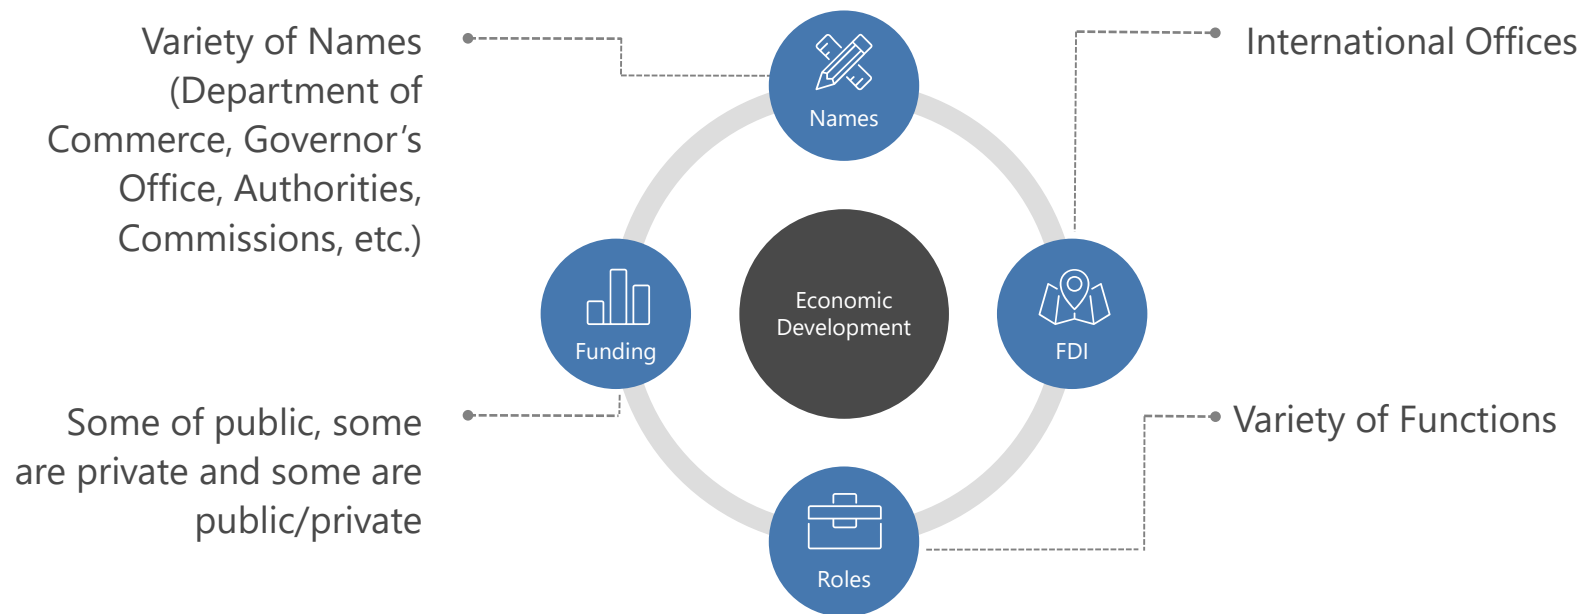 Variety of Names
(Department of
Commerce, Governor’s
Office, Authorities,
Commissions, etc.)
Names
International Offices
Funding
Economic
Development
FDI
Some of public, some
are private and some are
public/private
Variety of Functions
Roles